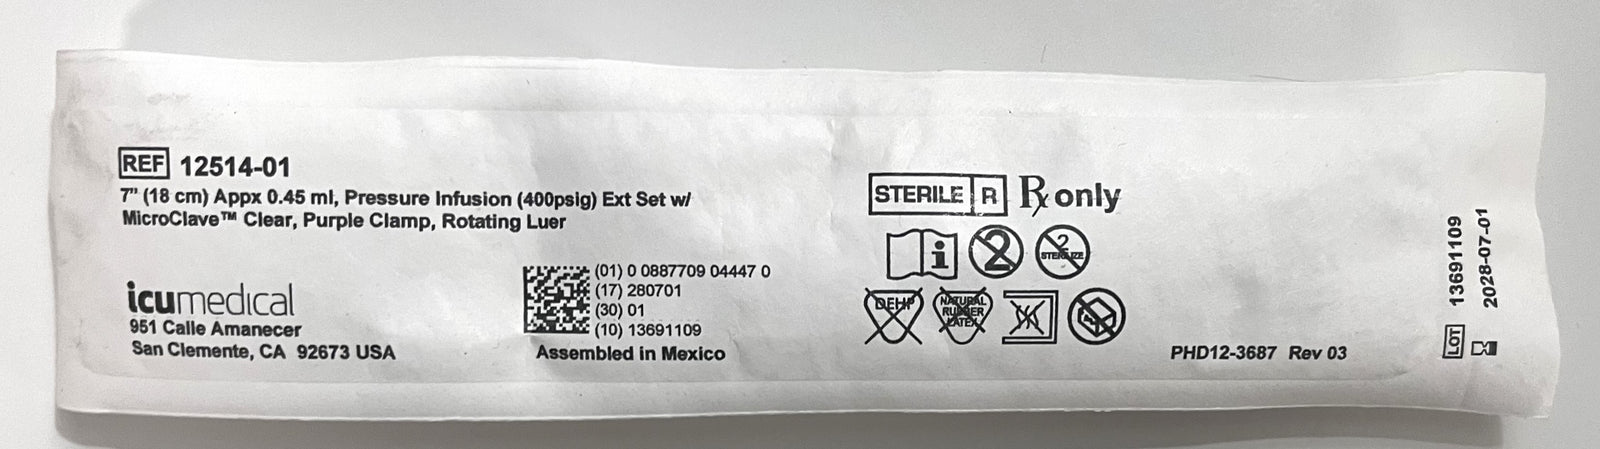 REF 12514-01
7" (18 cm) Appx 0.45 ml, Pressure Infusion (400psig) Ext Set w/
MicroClave™ Clear, Purple Clamp, Rotating Luer
icumedical
951 Calle Amanecer
San Clemente, CA 92673 USA
(01) 0 0887709 04447 0
(17) 280701
(30) 01
(10) 13691109
Assembled in Mexico
STERILE R Rx only
i 2 2 STERILIZE
DEHP NATURAL RUBBER LATEX
PHD12-3687 Rev 03
LOT 13691109
2028-07-01